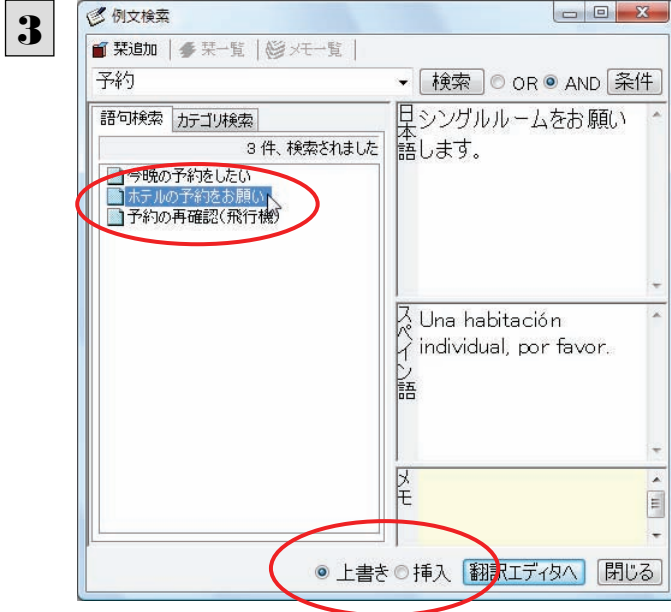 3
例文検索
栞追加 栞一覧 メモ一覧
予約 検索 OR AND 条件
語句検索 カテゴリ検索
3 件、検索されました
今晩の予約をしたい
ホテルの予約をお願い
予約の再確認(飛行機)
日本語
シングルルームをお願い
します。
スペイン語
Una habitación
individual, por favor.
メモ
上書き 挿入 翻訳エディタへ 閉じる